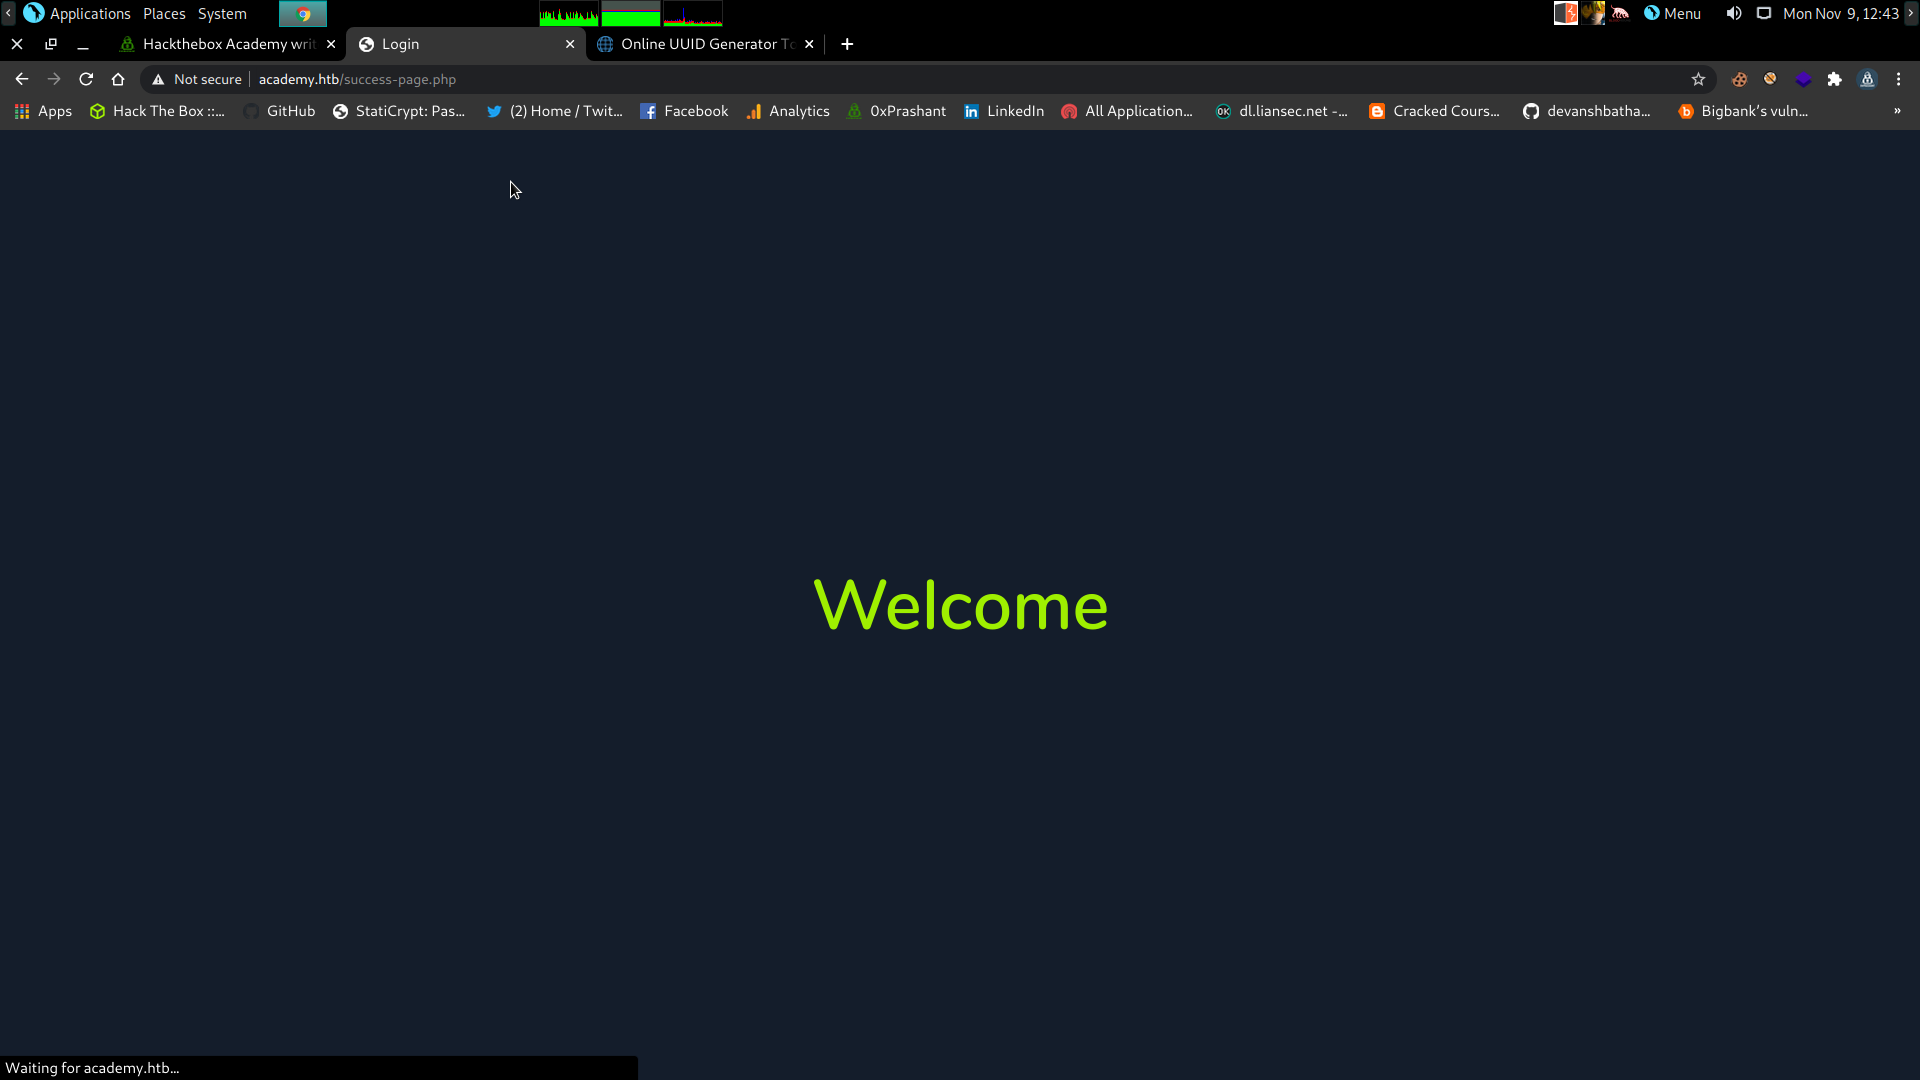 Applications Places System Menu Mon Nov 9, 12:43
Hackthebox Academy writ Login Online UUID Generator To
Not secure academy.htb/success-page.php
Apps Hack The Box ::... GitHub StatiCrypt: Pas... (2) Home / Twit... Facebook Analytics 0xPrashant LinkedIn All Application... dl.liansec.net -... Cracked Cours... devanshbatha... Bigbank's vuln... »
Welcome
Waiting for academy.htb...